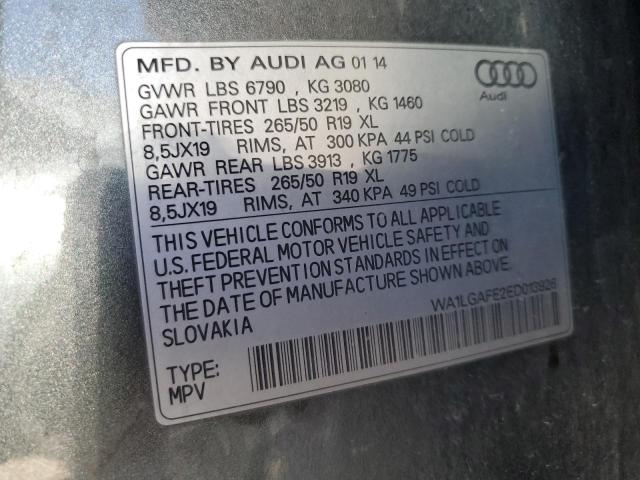 MFD. BY AUDI AG 01 14
GVWR LBS 6790 , KG 3080
GAWR FRONT LBS 3219 , KG 1460
FRONT-TIRES 265/50 R19 XL
8,5JX19 RIMS, AT 300 KPA 44 PSI COLD
GAWR REAR LBS 3913 , KG 1775
REAR-TIRES 265/50 R19 XL
8,5JX19 RIMS, AT 340 KPA 49 PSI COLD
Audi
THIS VEHICLE CONFORMS TO ALL APPLICABLE
U.S. FEDERAL MOTOR VEHICLE SAFETY AND
THEFT PREVENTION STANDARDS IN EFFECT ON
THE DATE OF MANUFACTURE SHOWN ABOVE.
SLOVAKIA
WA1LGAFE2ED013926
TYPE:
MPV